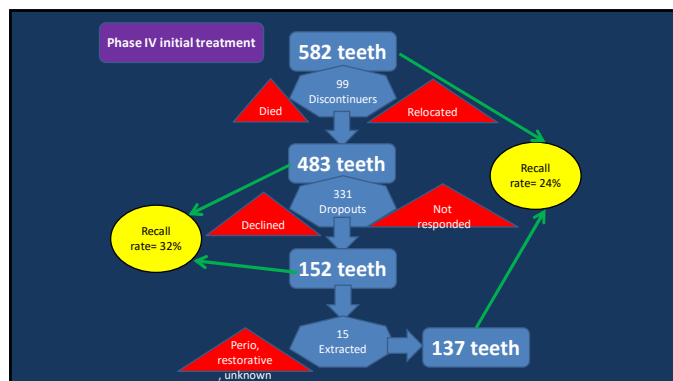 Phase IV initial treatment
582 teeth
99
Discontinuers
Died
Relocated
483 teeth
Recall
rate= 24%
331
Dropouts
Declined
Not
responded
Recall
rate= 32%
152 teeth
15
Extracted
137 teeth
Perio,
restorative
, unknown